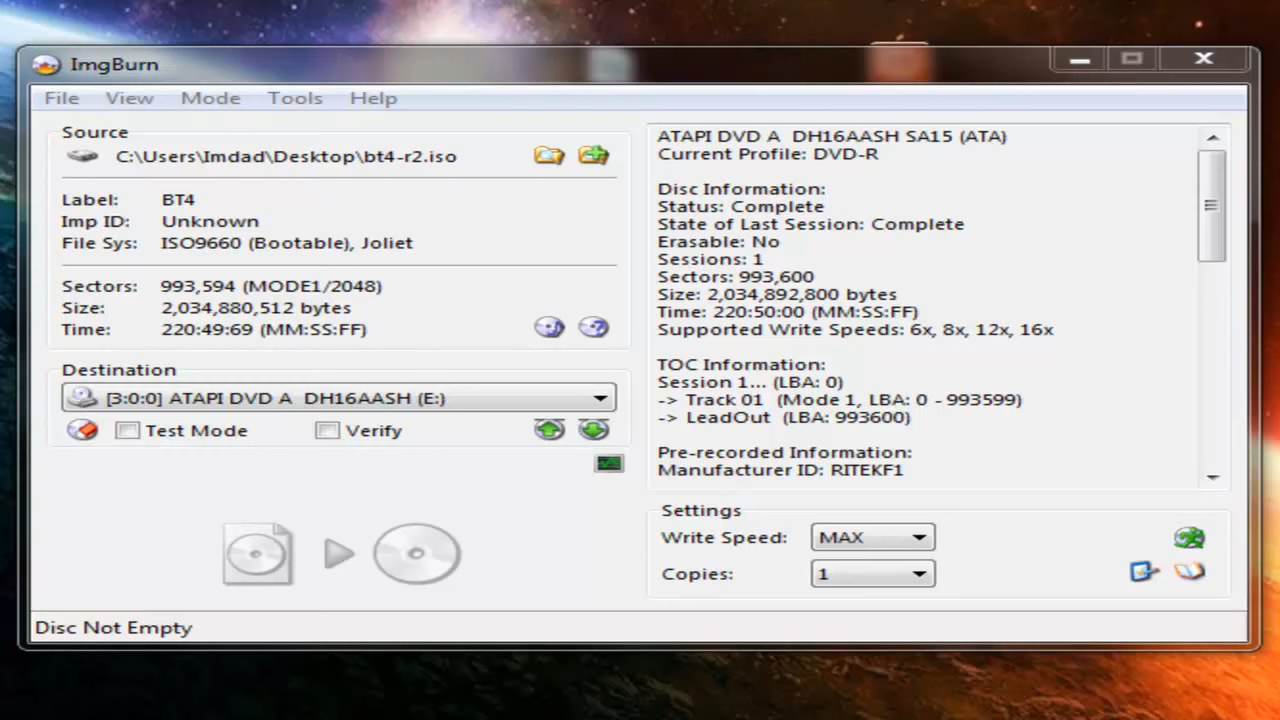 ImgBurn
File View Mode Tools Help
Source
C:\Users\Imdad\Desktop\bt4-r2.iso
Label: BT4
Imp ID: Unknown
File Sys: ISO9660 (Bootable), Joliet
Sectors: 993,594 (MODE1/2048)
Size: 2,034,880,512 bytes
Time: 220:49:69 (MM:SS:FF)
Destination
[3:0:0] ATAPI DVD A DH16AASH (E:)
Test Mode Verify
ATAPI DVD A DH16AASH SA15 (ATA)
Current Profile: DVD-R
Disc Information:
Status: Complete
State of Last Session: Complete
Erasable: No
Sessions: 1
Sectors: 993,600
Size: 2,034,892,800 bytes
Time: 220:50:00 (MM:SS:FF)
Supported Write Speeds: 6x, 8x, 12x, 16x
TOC Information:
Session 1... (LBA: 0)
-> Track 01 (Mode 1, LBA: 0 - 993599)
-> LeadOut (LBA: 993600)
Pre-recorded Information:
Manufacturer ID: RITEKF1
Settings
Write Speed: MAX
Copies: 1
Disc Not Empty